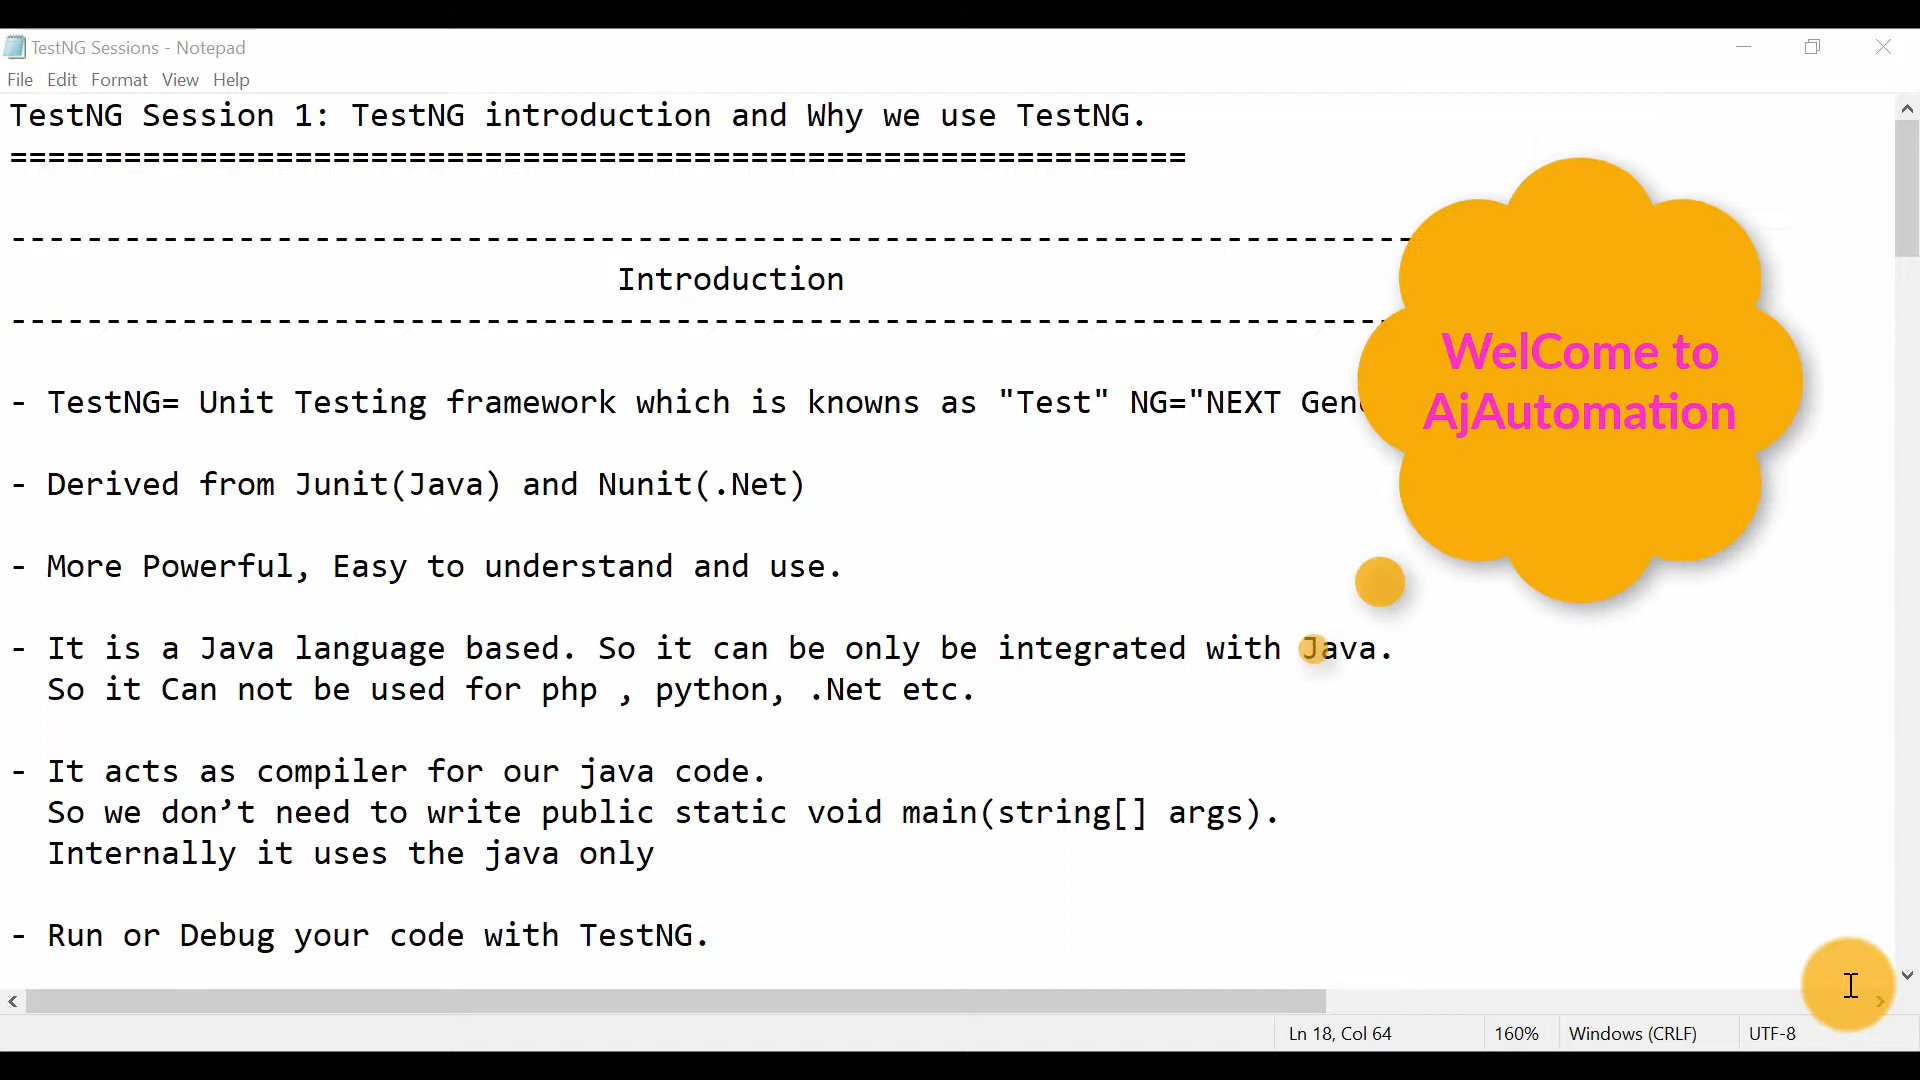 TestNG Sessions - Notepad
File Edit Format View Help
TestNG Session 1: TestNG introduction and Why we use TestNG.
==============================================================
--------------------------------------------------------------------------
Introduction
--------------------------------------------------------------------------
- TestNG= Unit Testing framework which is knowns as "Test" NG="NEXT
- Derived from Junit(Java) and Nunit(.Net)
- More Powerful, Easy to understand and use.
- It is a Java language based. So it can be only be integrated with Java.
So it Can not be used for php , python, .Net etc.
- It acts as compiler for our java code.
So we don’t need to write public static void main(string[] args).
Internally it uses the java only
- Run or Debug your code with TestNG.
WelCome to
AjAutomation
Ln 18, Col 64 160% Windows (CRLF) UTF-8